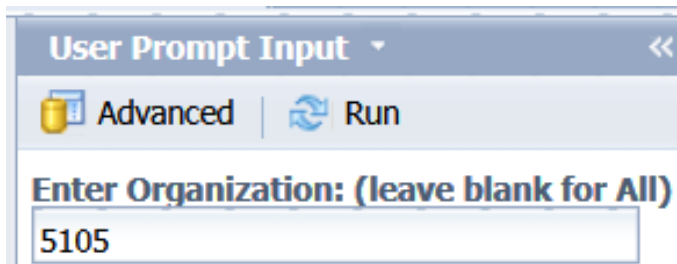 User Prompt Input
Advanced Run
Enter Organization: (leave blank for All)
5105